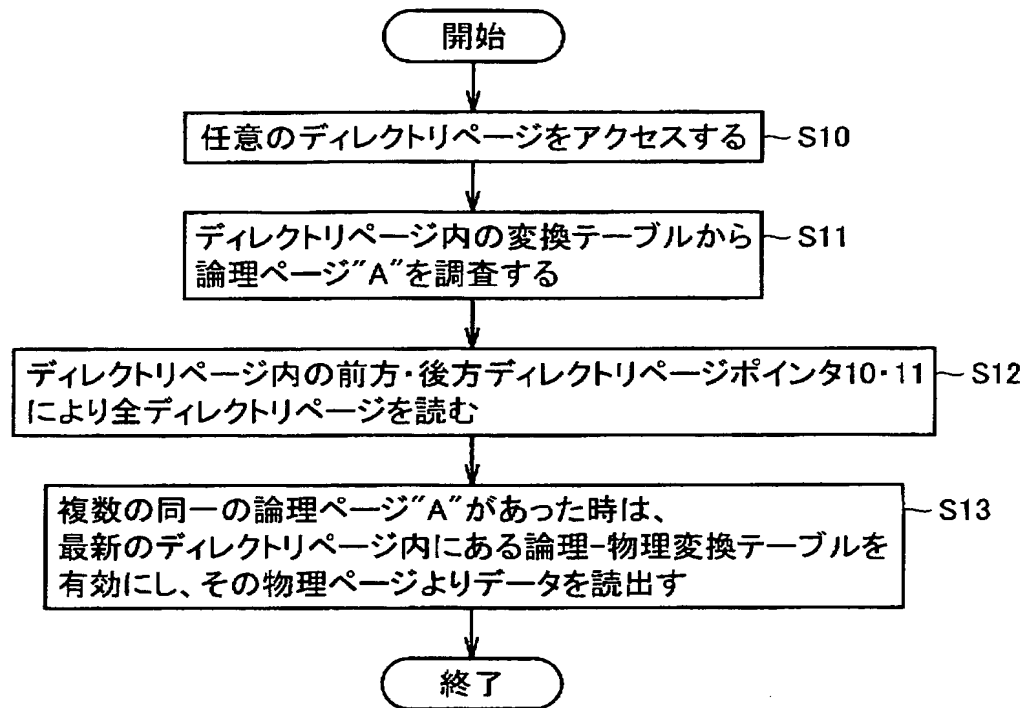 開始
任意のディレクトリページをアクセスする
S10
ディレクトリページ内の変換テーブルから
論理ページ"A"を調査する
S11
ディレクトリページ内の前方・後方ディレクトリページポインタ10・11
により全ディレクトリページを読む
S12
複数の同一の論理ページ"A"があった時は、
最新のディレクトリページ内にある論理-物理変換テーブルを
有効にし、その物理ページよりデータを読出す
S13
終了